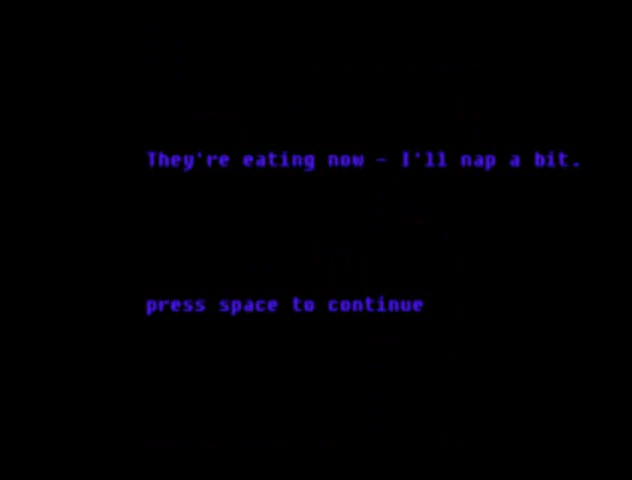 They're eating now - I'll nap a bit.
press space to continue